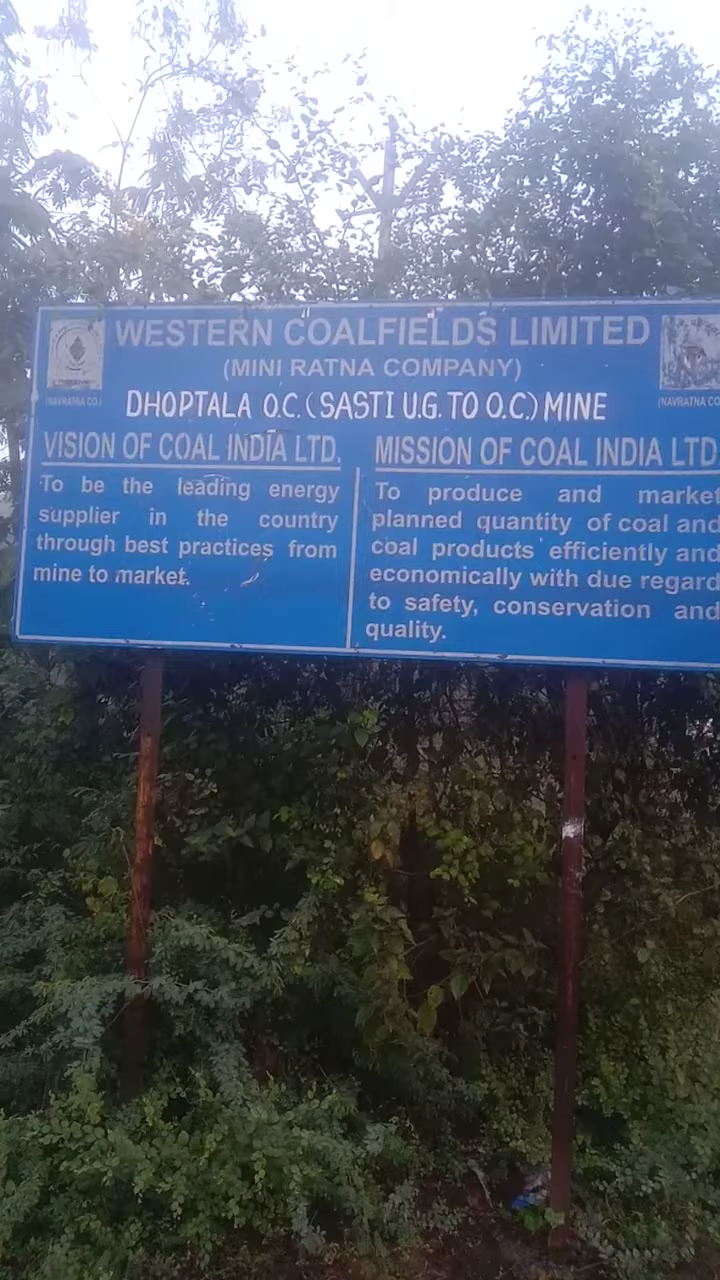 WESTERN COALFIELDS LIMITED
(MINI RATNA COMPANY)
(NAVRATNA CO.)
(NAVRATNA CO
DHOPTALA O.C. (SASTI U.G. TO O.C.) MINE
VISION OF COAL INDIA LTD.
To be the leading energy
supplier in the country
through best practices from
mine to market.
MISSION OF COAL INDIA LTD
To produce and market
planned quantity of coal and
coal products efficiently and
economically with due regard
to safety, conservation and
quality.